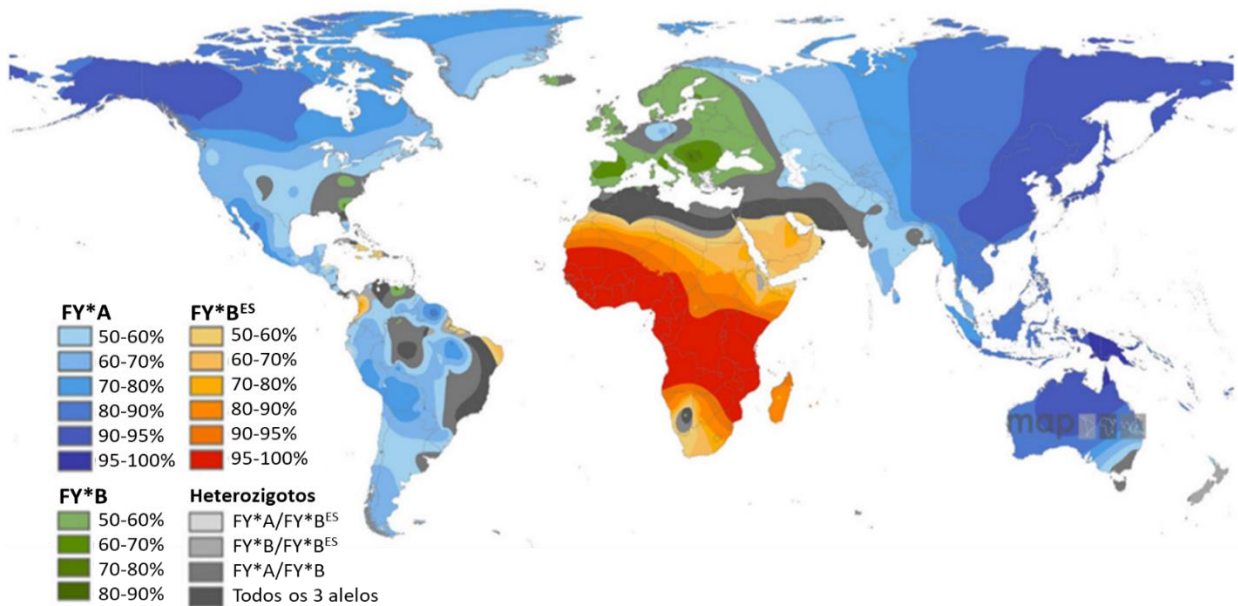 FY*A
50-60%
60-70%
70-80%
80-90%
90-95%
95-100%
FY*B^ES
50-60%
60-70%
70-80%
80-90%
90-95%
95-100%
FY*B
50-60%
60-70%
70-80%
80-90%
Heterozigotos
FY*A/FY*B^ES
FY*B/FY*B^ES
FY*A/FY*B
Todos os 3 alelos
map